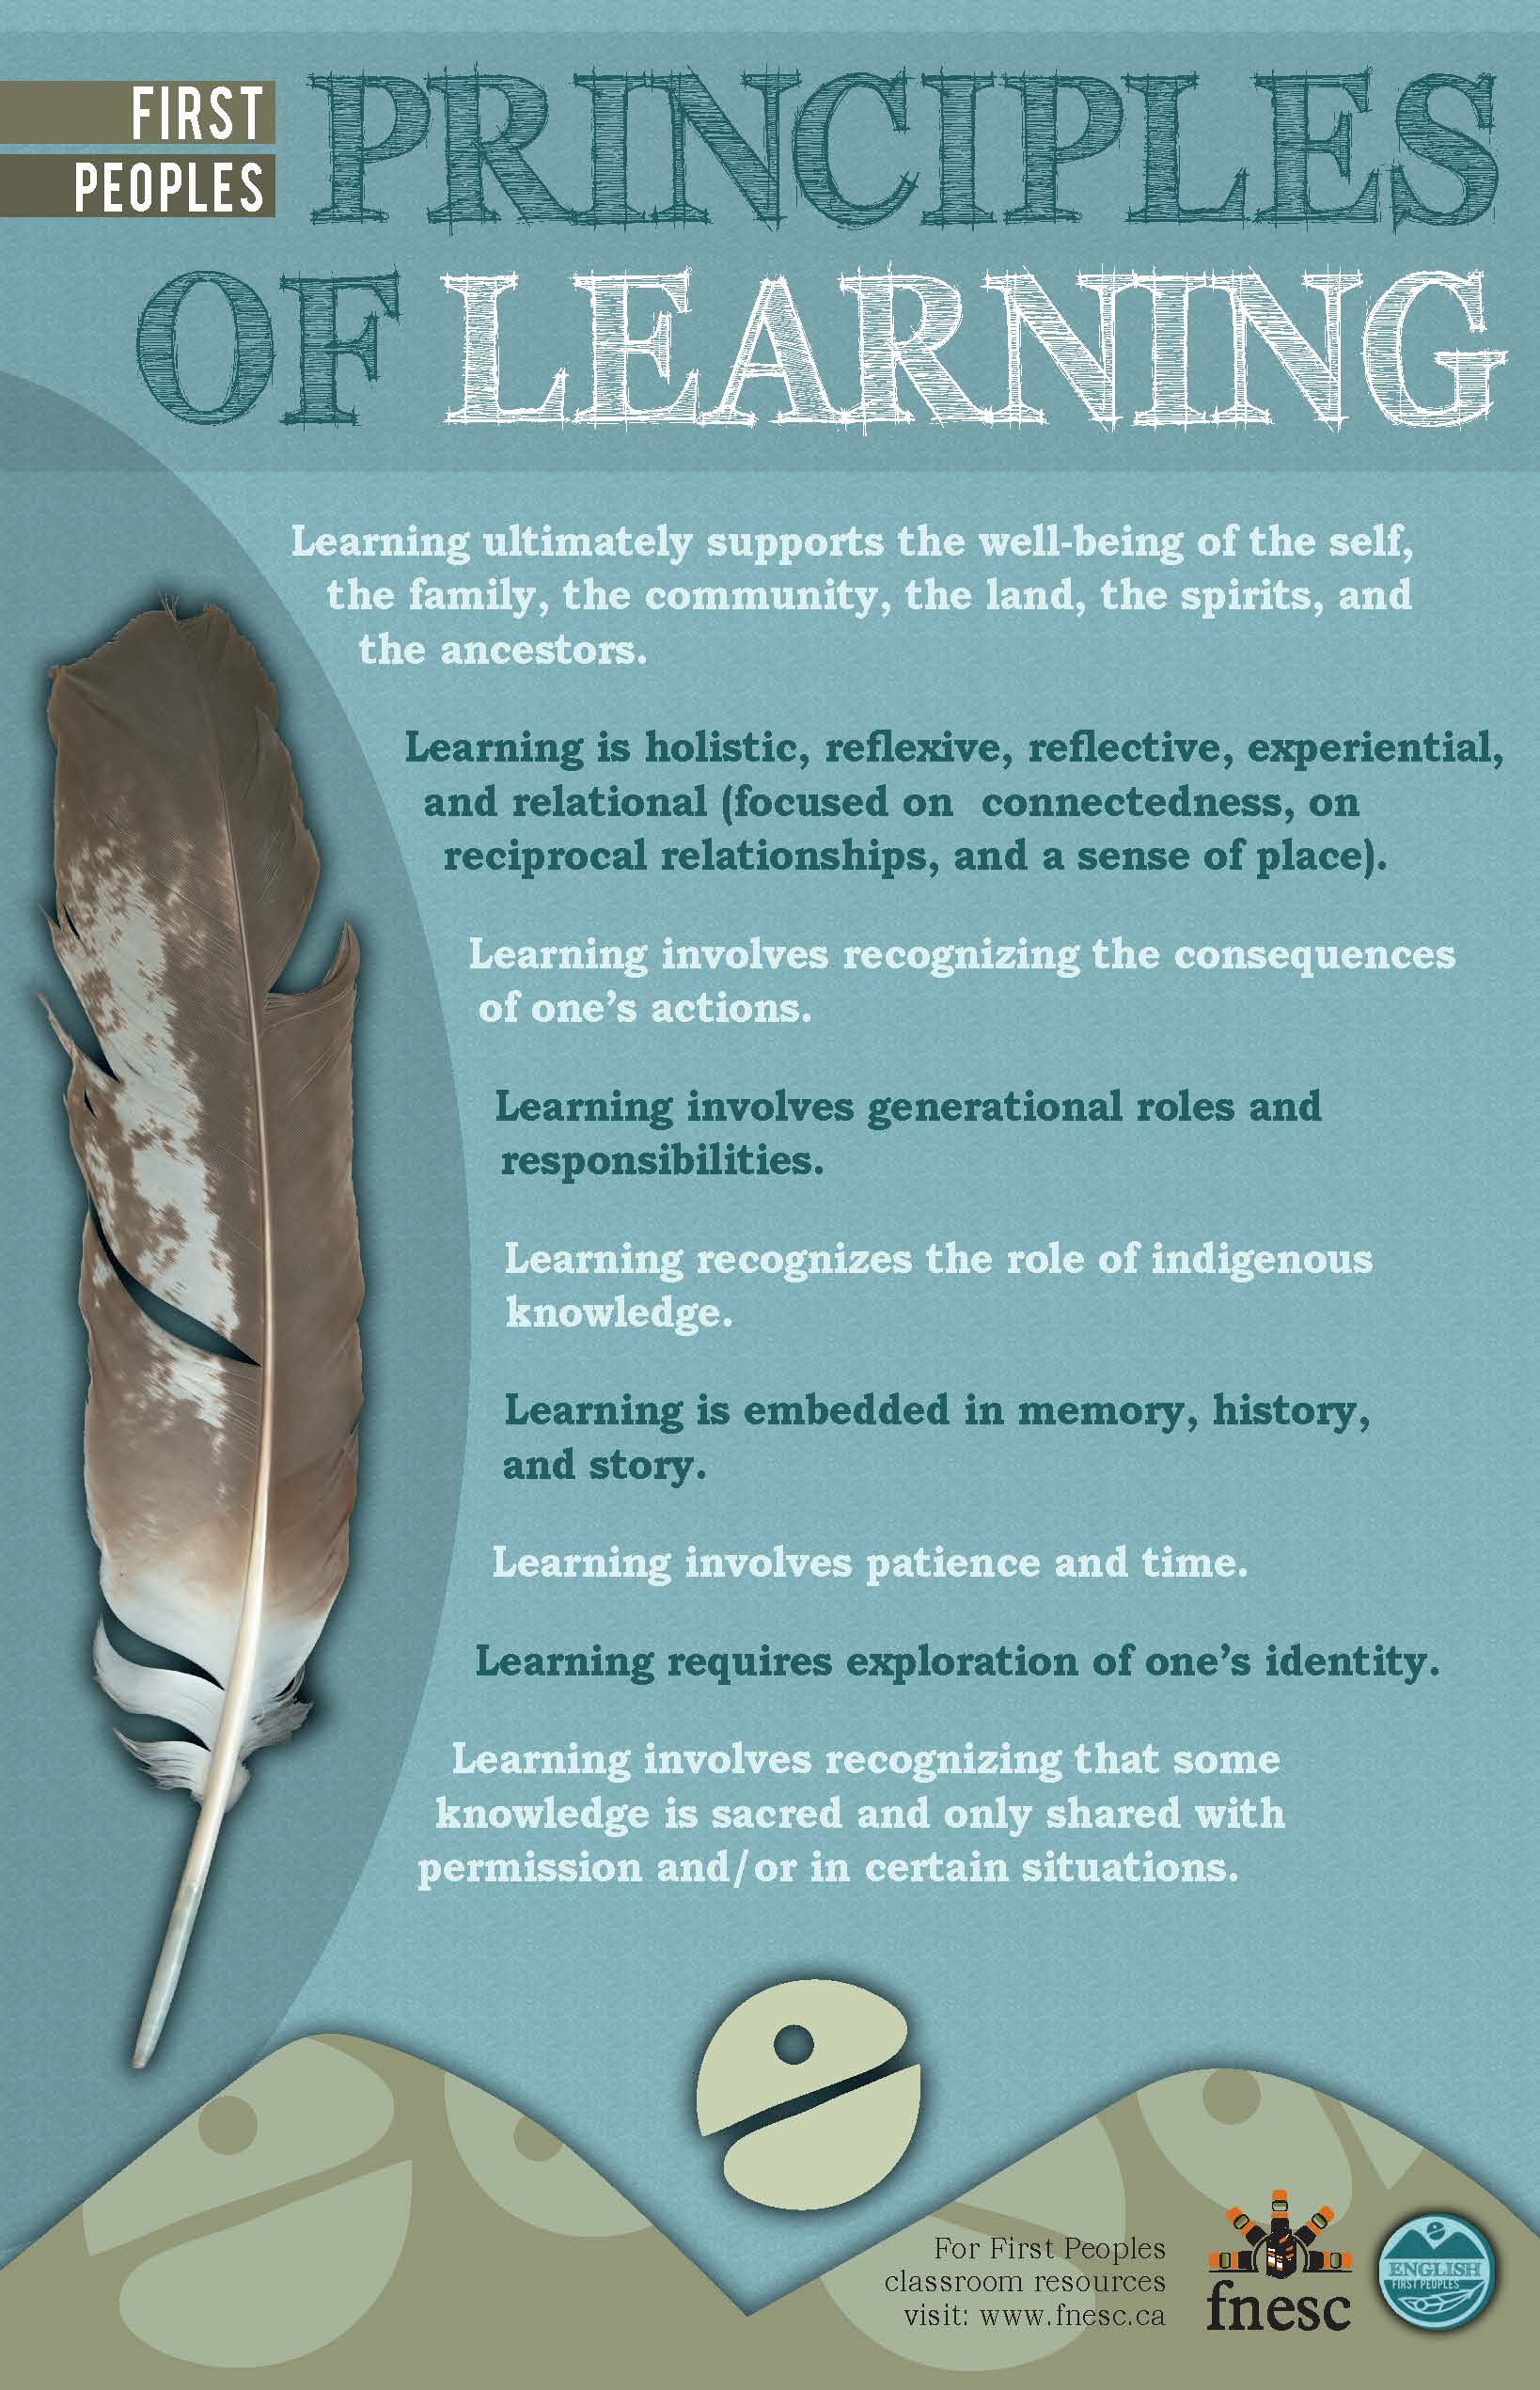 FIRST
PEOPLES
PRINCIPLES
OF LEARNING
Learning ultimately supports the well-being of the self,
the family, the community, the land, the spirits, and
the ancestors.
Learning is holistic, reflexive, reflective, experiential,
and relational (focused on connectedness, on
reciprocal relationships, and a sense of place).
Learning involves recognizing the consequences
of one’s actions.
Learning involves generational roles and
responsibilities.
Learning recognizes the role of indigenous
knowledge.
Learning is embedded in memory, history,
and story.
Learning involves patience and time.
Learning requires exploration of one’s identity.
Learning involves recognizing that some
knowledge is sacred and only shared with
permission and/or in certain situations.
For First Peoples
classroom resources
visit: www.fnesc.ca
fnesc
ENGLISH
FIRST PEOPLES